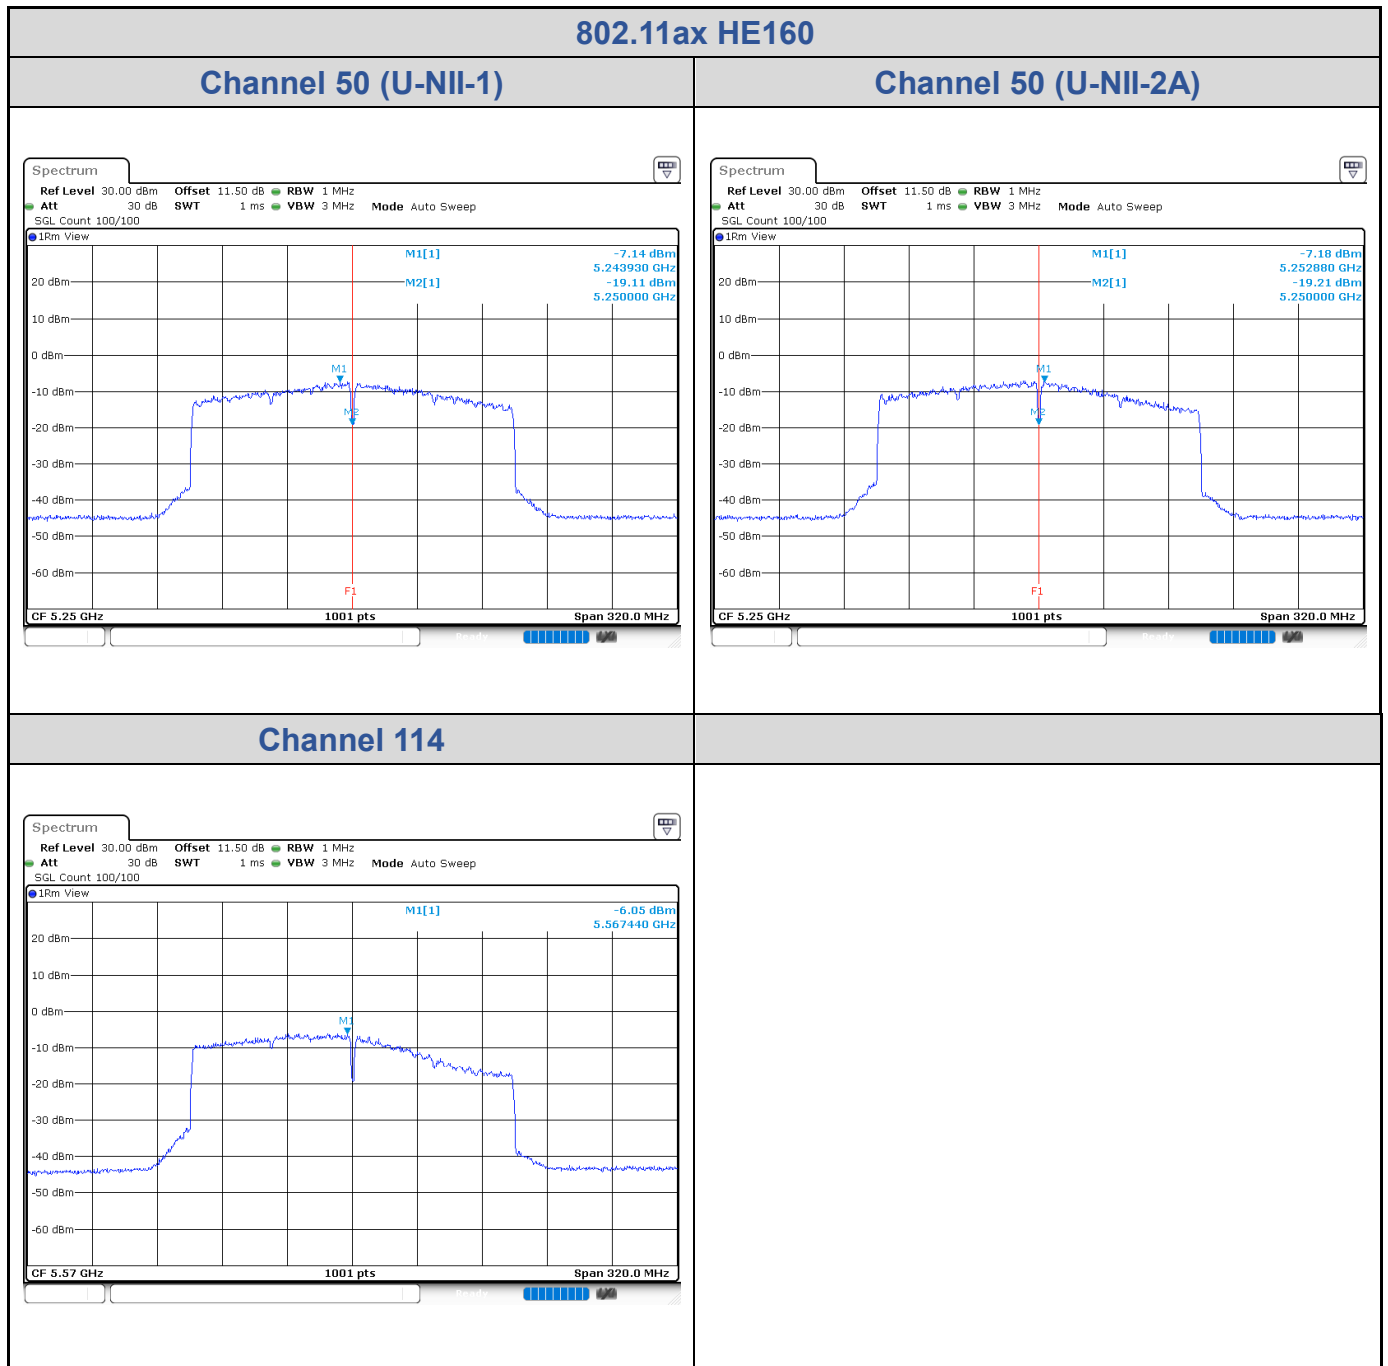 802.11ax HE160
Channel 50 (U-NII-1)
Channel 50 (U-NII-2A)
Spectrum
Ref Level 30.00 dBm Offset 11.50 dB RBW 1 MHz
Att 30 dB SWT 1 ms VBW 3 MHz Mode Auto Sweep
SGL Count 100/100
1Rm View
M1[1] -7.14 dBm
5.243930 GHz
20 dBm M2[1] -19.11 dBm
5.250000 GHz
10 dBm
0 dBm
M1
-10 dBm
M2
-20 dBm
-30 dBm
-40 dBm
-50 dBm
-60 dBm
F1
CF 5.25 GHz 1001 pts Span 320.0 MHz
Ready
Spectrum
Ref Level 30.00 dBm Offset 11.50 dB RBW 1 MHz
Att 30 dB SWT 1 ms VBW 3 MHz Mode Auto Sweep
SGL Count 100/100
1Rm View
M1[1] -7.18 dBm
5.252880 GHz
20 dBm M2[1] -19.21 dBm
5.250000 GHz
10 dBm
0 dBm
M1
-10 dBm
M2
-20 dBm
-30 dBm
-40 dBm
-50 dBm
-60 dBm
F1
CF 5.25 GHz 1001 pts Span 320.0 MHz
Ready
Channel 114
Spectrum
Ref Level 30.00 dBm Offset 11.50 dB RBW 1 MHz
Att 30 dB SWT 1 ms VBW 3 MHz Mode Auto Sweep
SGL Count 100/100
1Rm View
M1[1] -6.05 dBm
5.567440 GHz
20 dBm
10 dBm
0 dBm
M1
-10 dBm
-20 dBm
-30 dBm
-40 dBm
-50 dBm
-60 dBm
CF 5.57 GHz 1001 pts Span 320.0 MHz
Ready